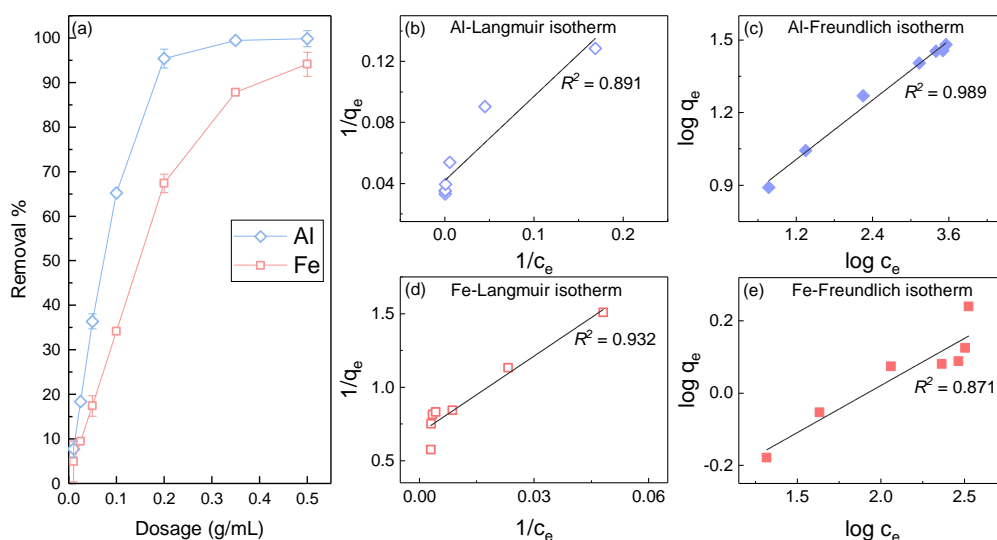 (a)
Removal %
100
90
80
70
60
50
40
30
20
10
0
Al
Fe
0.0 0.1 0.2 0.3 0.4 0.5
Dosage (g/mL)
(b) Al-Langmuir isotherm
1/qe
0.12
0.08
0.04
R² = 0.891
0.0 0.1 0.2
1/ce
(c) Al-Freundlich isotherm
log qe
1.5
1.2
0.9
R² = 0.989
1.2 2.4 3.6
log ce
(d) Fe-Langmuir isotherm
1/qe
1.5
1.0
0.5
R² = 0.932
0.00 0.03 0.06
1/ce
(e) Fe-Freundlich isotherm
log qe
0.2
0.0
-0.2
R² = 0.871
1.5 2.0 2.5
log ce